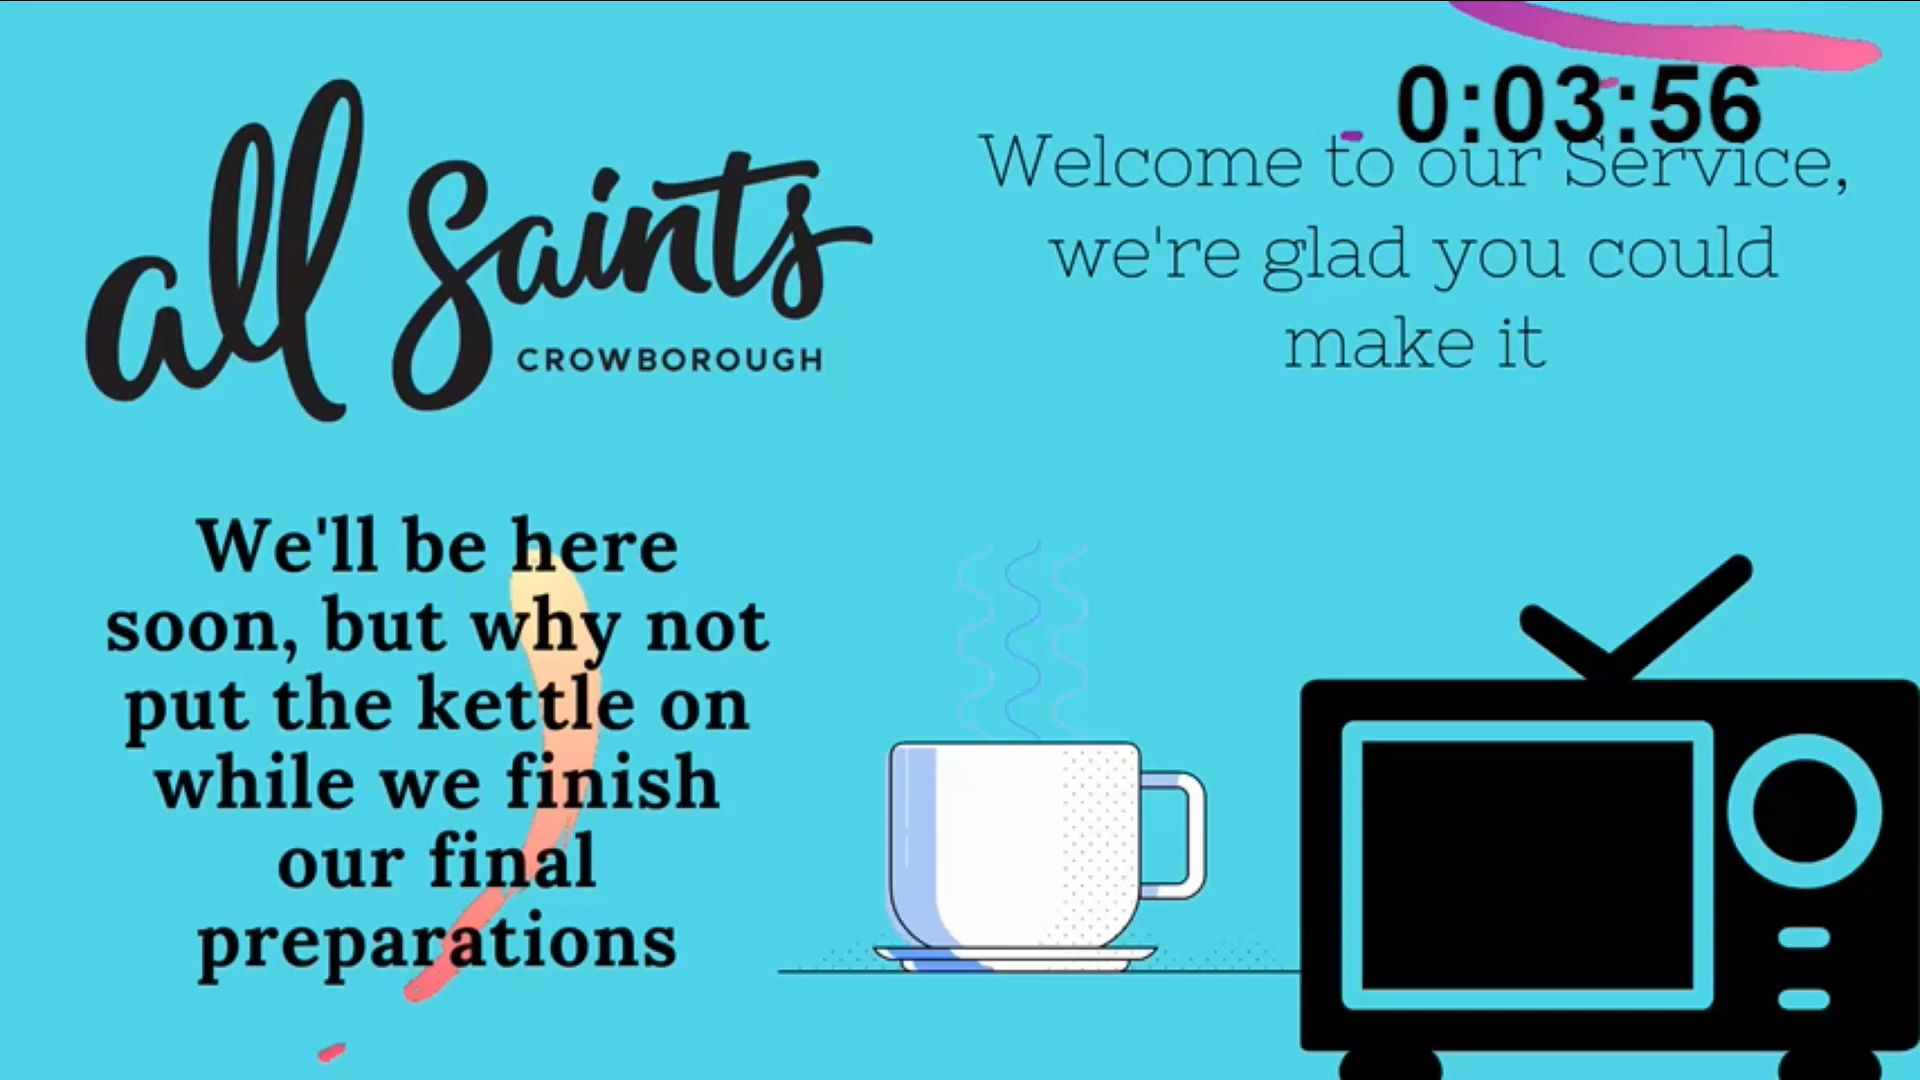 all Saints
CROWBOROUGH
0:03:56
Welcome to our Service,
we're glad you could
make it
We'll be here
soon, but why not
put the kettle on
while we finish
our final
preparations